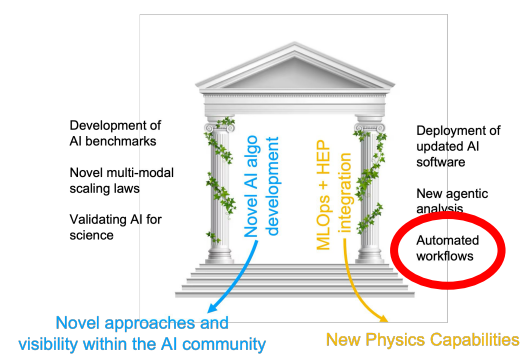 Development of
AI benchmarks
Novel multi-modal
scaling laws
Validating AI for
science
Novel AI algo
development
MLOps + HEP
integration
Deployment of
updated AI
software
New agentic
analysis
Automated
workflows
Novel approaches and
visibility within the AI community
New Physics Capabilities